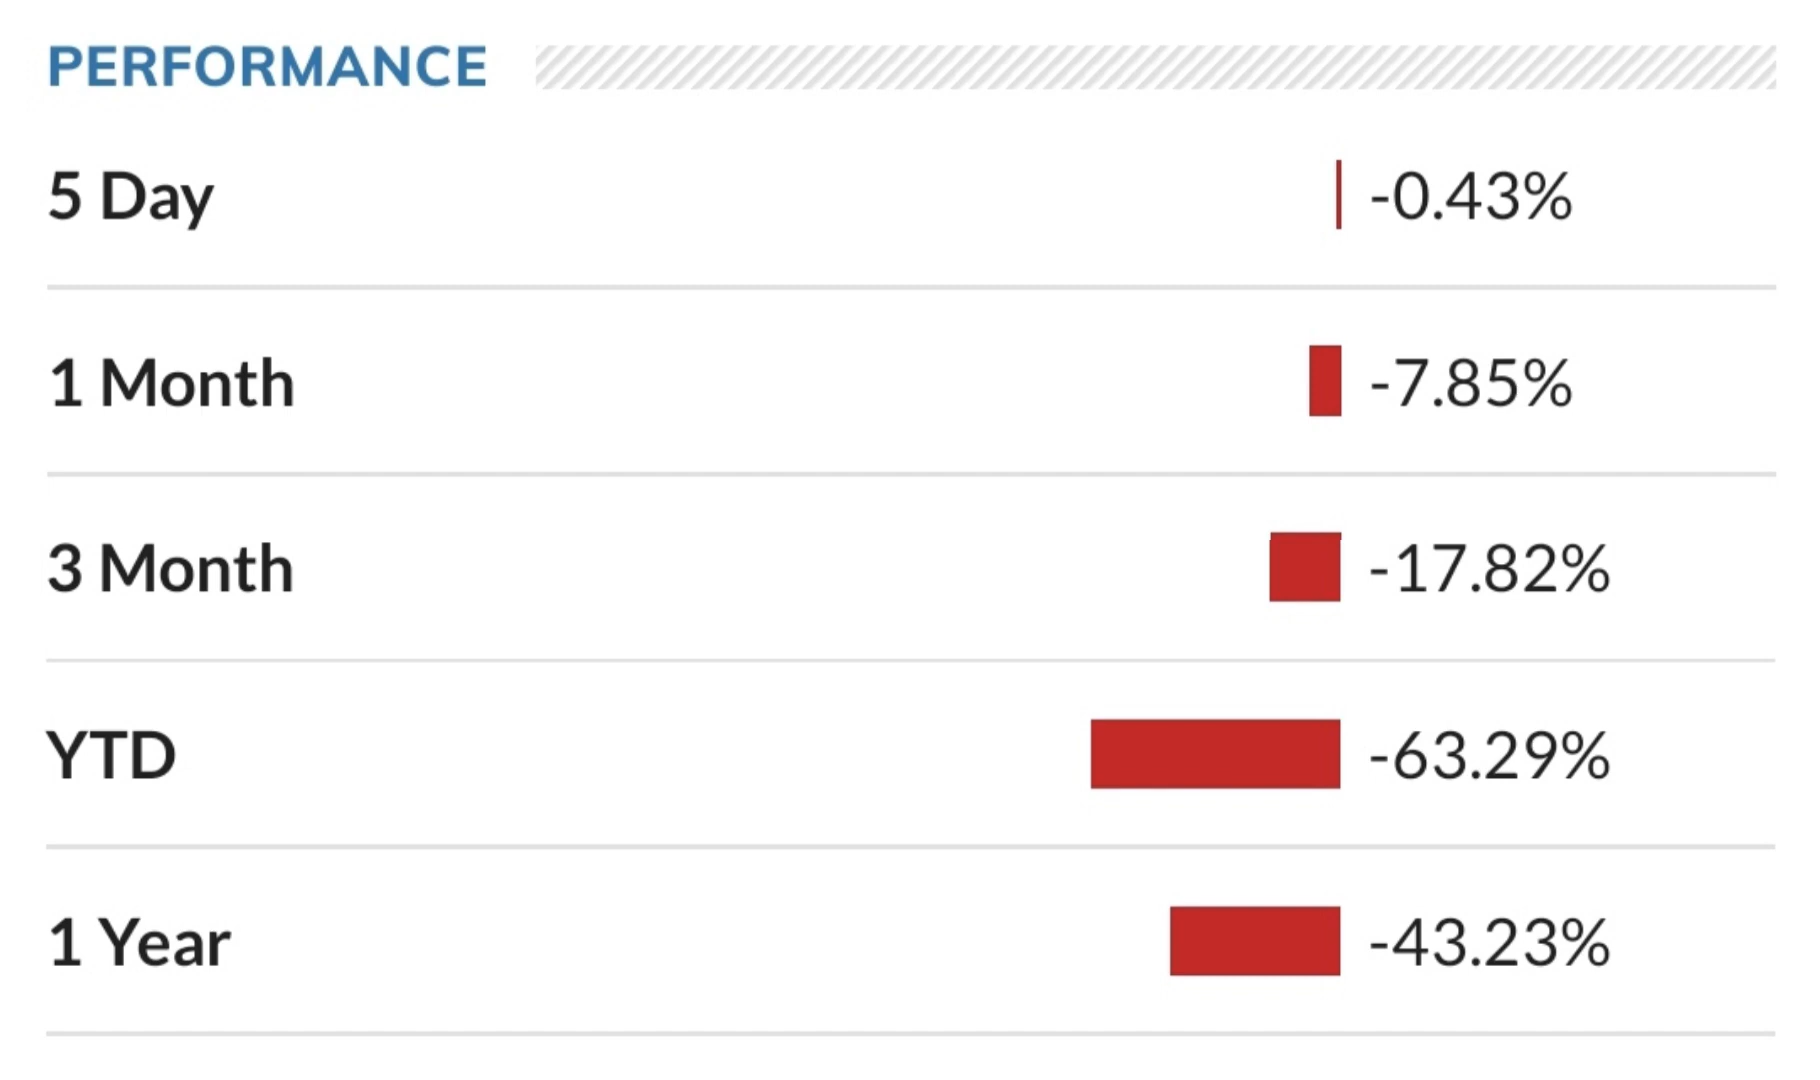 PERFORMANCE
5 Day -0.43%
1 Month -7.85%
3 Month -17.82%
YTD -63.29%
1 Year -43.23%